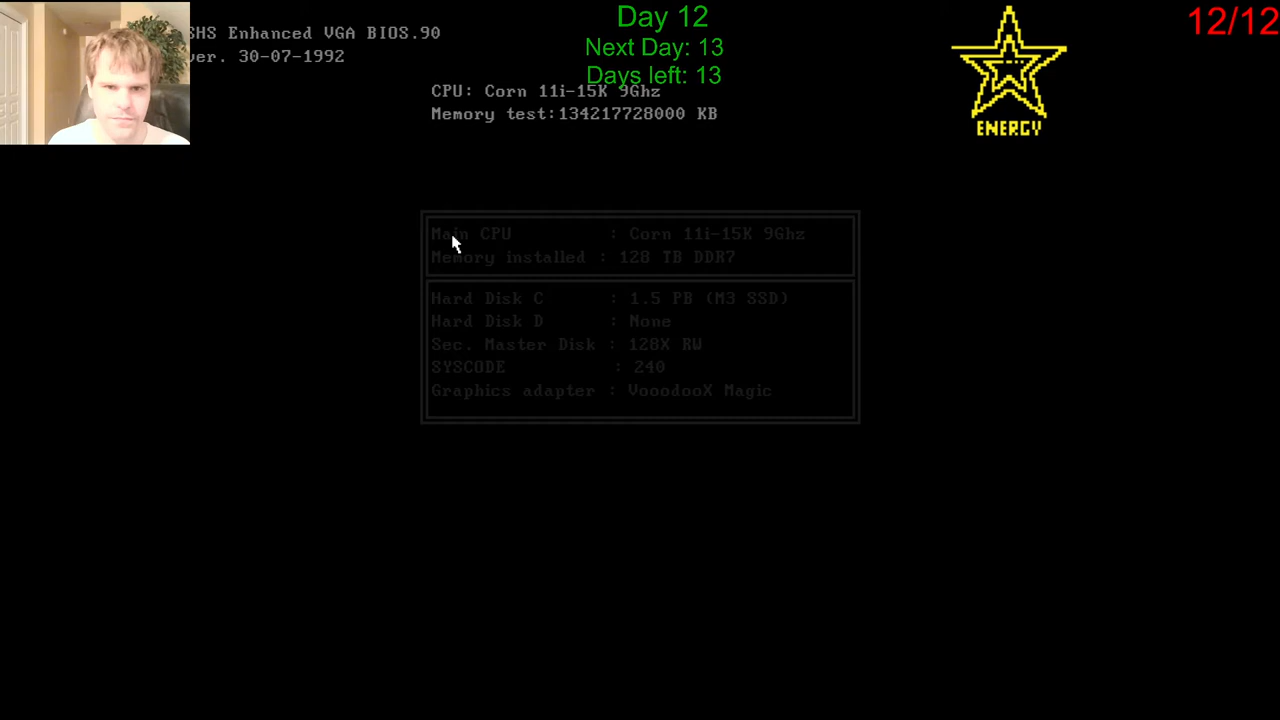 SHS Enhanced VGA BIOS.90
ver. 30-07-1992
Day 12
Next Day: 13
Days left: 13
ENERGY
12/12
CPU: Corn 11i-15K 9Ghz
Memory test:134217728000 KB
Main CPU : Corn 11i-15K 9Ghz
Memory installed : 128 TB DDR7
Hard Disk C : 1.5 PB (M3 SSD)
Hard Disk D : None
Sec. Master Disk : 128X RW
SYSCODE : 240
Graphics adapter : VooodooX Magic